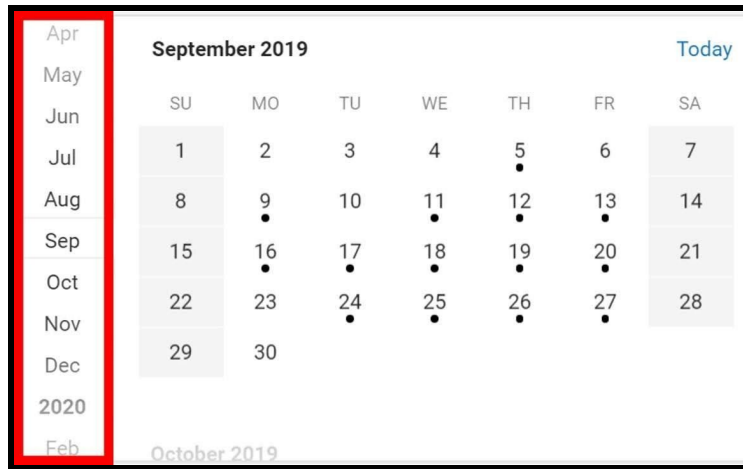 Apr
May
Jun
Jul
Aug
Sep
Oct
Nov
Dec
2020
Feb
September 2019 Today
SU MO TU WE TH FR SA
1 2 3 4 5 6 7
8 9 10 11 12 13 14
15 16 17 18 19 20 21
22 23 24 25 26 27 28
29 30
October 2019